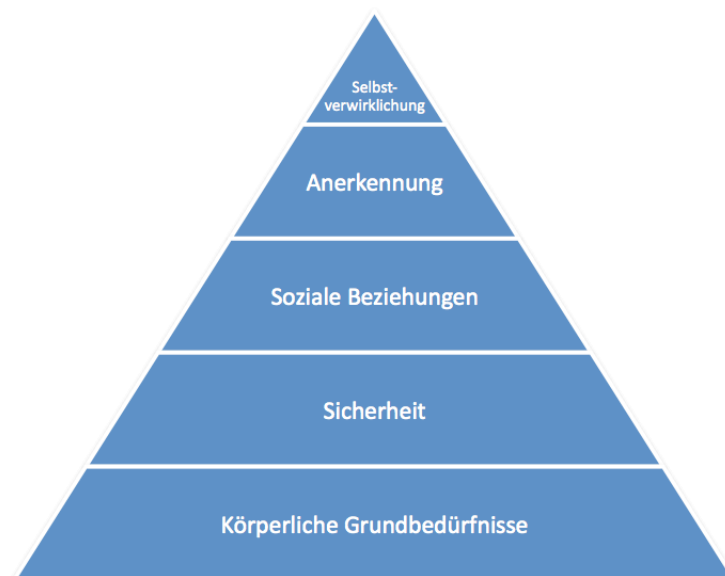 Selbst-
verwirklichung
Anerkennung
Soziale Beziehungen
Sicherheit
Körperliche Grundbedürfnisse